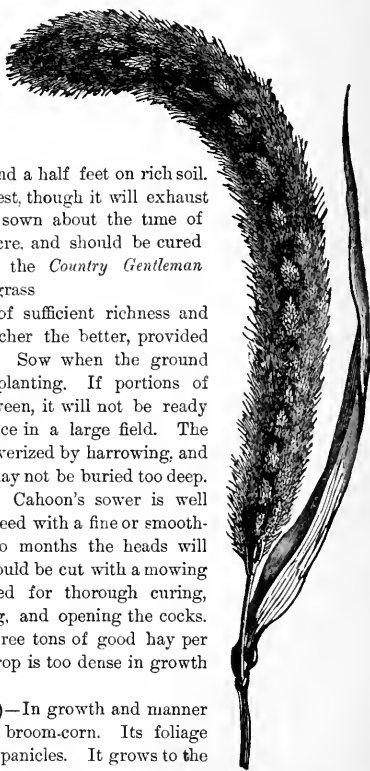 nd a half feet on rich soil.
est, though it will exhaust
sown about the time of
cre, and should be cured
the Country Gentleman
grass
of sufficient richness and
cher the better, provided
Sow when the ground
planting. If portions of
reen, it will not be ready
ce in a large field. The
verized by harrowing, and
ay not be buried too deep.
Cahoon's sower is well
eed with a fine or smooth-
o months the heads will
ould be cut with a mowing
ed for thorough curing,
g, and opening the cocks.
ree tons of good hay per
rop is too dense in growth
)—In growth and manner
broom-corn. Its foliage
panicles. It grows to the